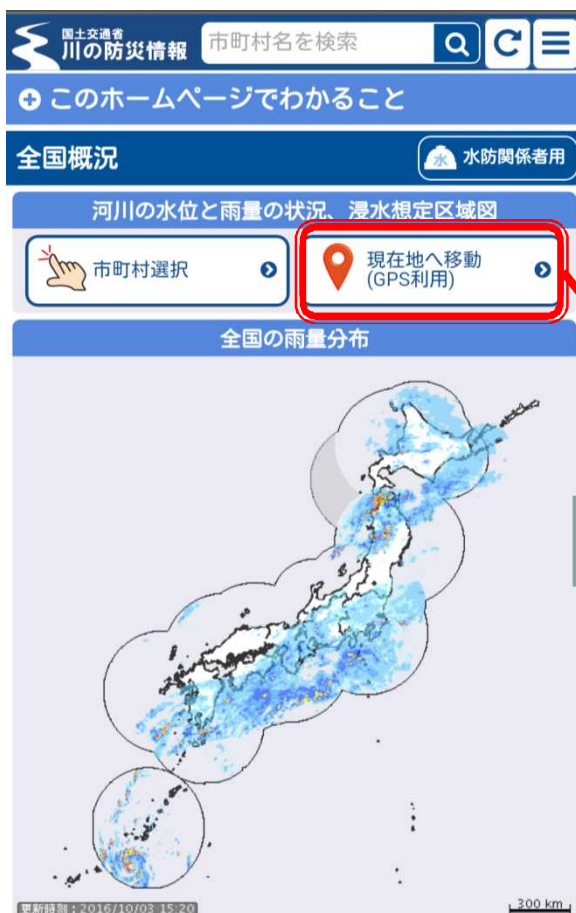 国土交通省
川の防災情報
市町村名を検索
このホームページでわかること
全国概況
水
水防関係者用
河川の水位と雨量の状況、浸水想定区域図
市町村選択
現在地へ移動
(GPS利用)
全国の雨量分布
更新時刻：2016/10/03 15:20
300 km